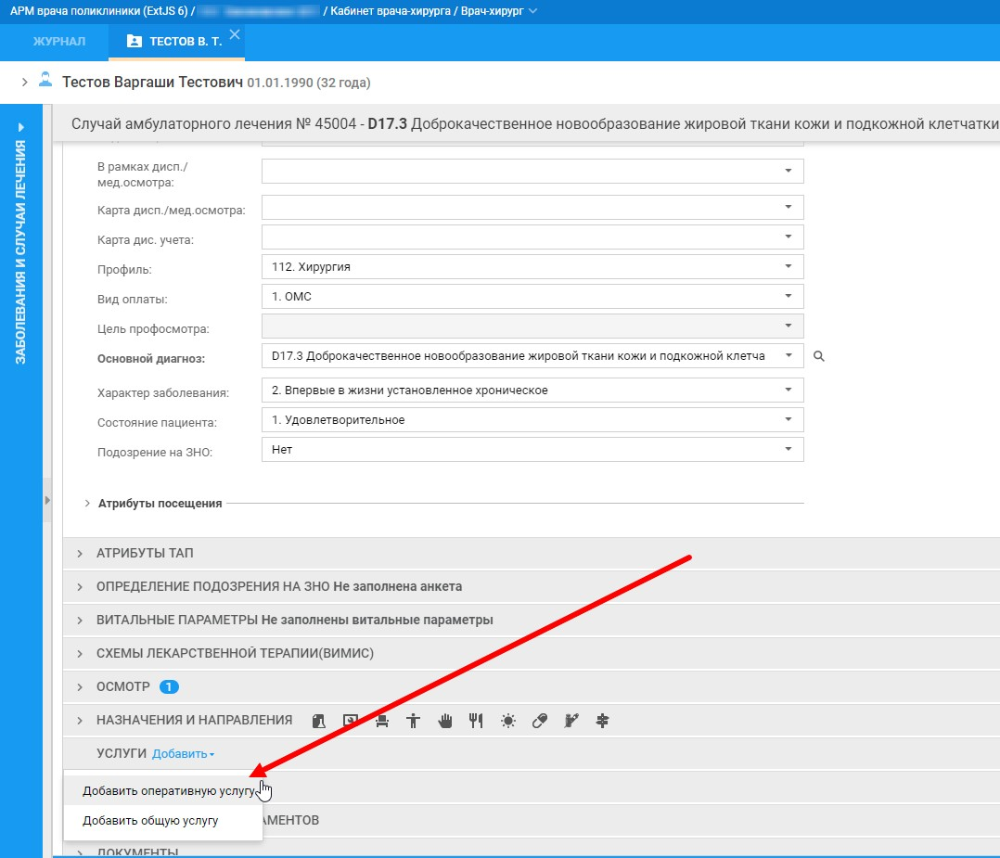 АРМ врача поликлиники (ExtJS 6) / / Кабинет врача-хирурга / Врач-хирург
ЖУРНАЛ
ТЕСТОВ В. Т.
Тестов Варгаши Тестович 01.01.1990 (32 года)
ЗАБОЛЕВАНИЯ И СЛУЧАИ ЛЕЧЕНИЯ
Случай амбулаторного лечения № 45004 - D17.3 Доброкачественное новообразование жировой ткани кожи и подкожной клетчатки
В рамках дисп./
мед.осмотра:
Карта дисп./мед.осмотра:
Карта дис. учета:
Профиль: 112. Хирургия
Вид оплаты: 1. ОМС
Цель профосмотра:
Основной диагноз: D17.3 Доброкачественное новообразование жировой ткани кожи и подкожной клетча
Характер заболевания: 2. Впервые в жизни установленное хроническое
Состояние пациента: 1. Удовлетворительное
Подозрение на ЗНО: Нет
Атрибуты посещения
АТРИБУТЫ ТАП
ОПРЕДЕЛЕНИЕ ПОДОЗРЕНИЯ НА ЗНО Не заполнена анкета
ВИТАЛЬНЫЕ ПАРАМЕТРЫ Не заполнены витальные параметры
СХЕМЫ ЛЕКАРСТВЕННОЙ ТЕРАПИИ(ВИМИС)
ОСМОТР 1
НАЗНАЧЕНИЯ И НАПРАВЛЕНИЯ
УСЛУГИ Добавить
Добавить оперативную услугу
Добавить общую услугу
АМЕНТОВ
ДОКУМЕНТЫ